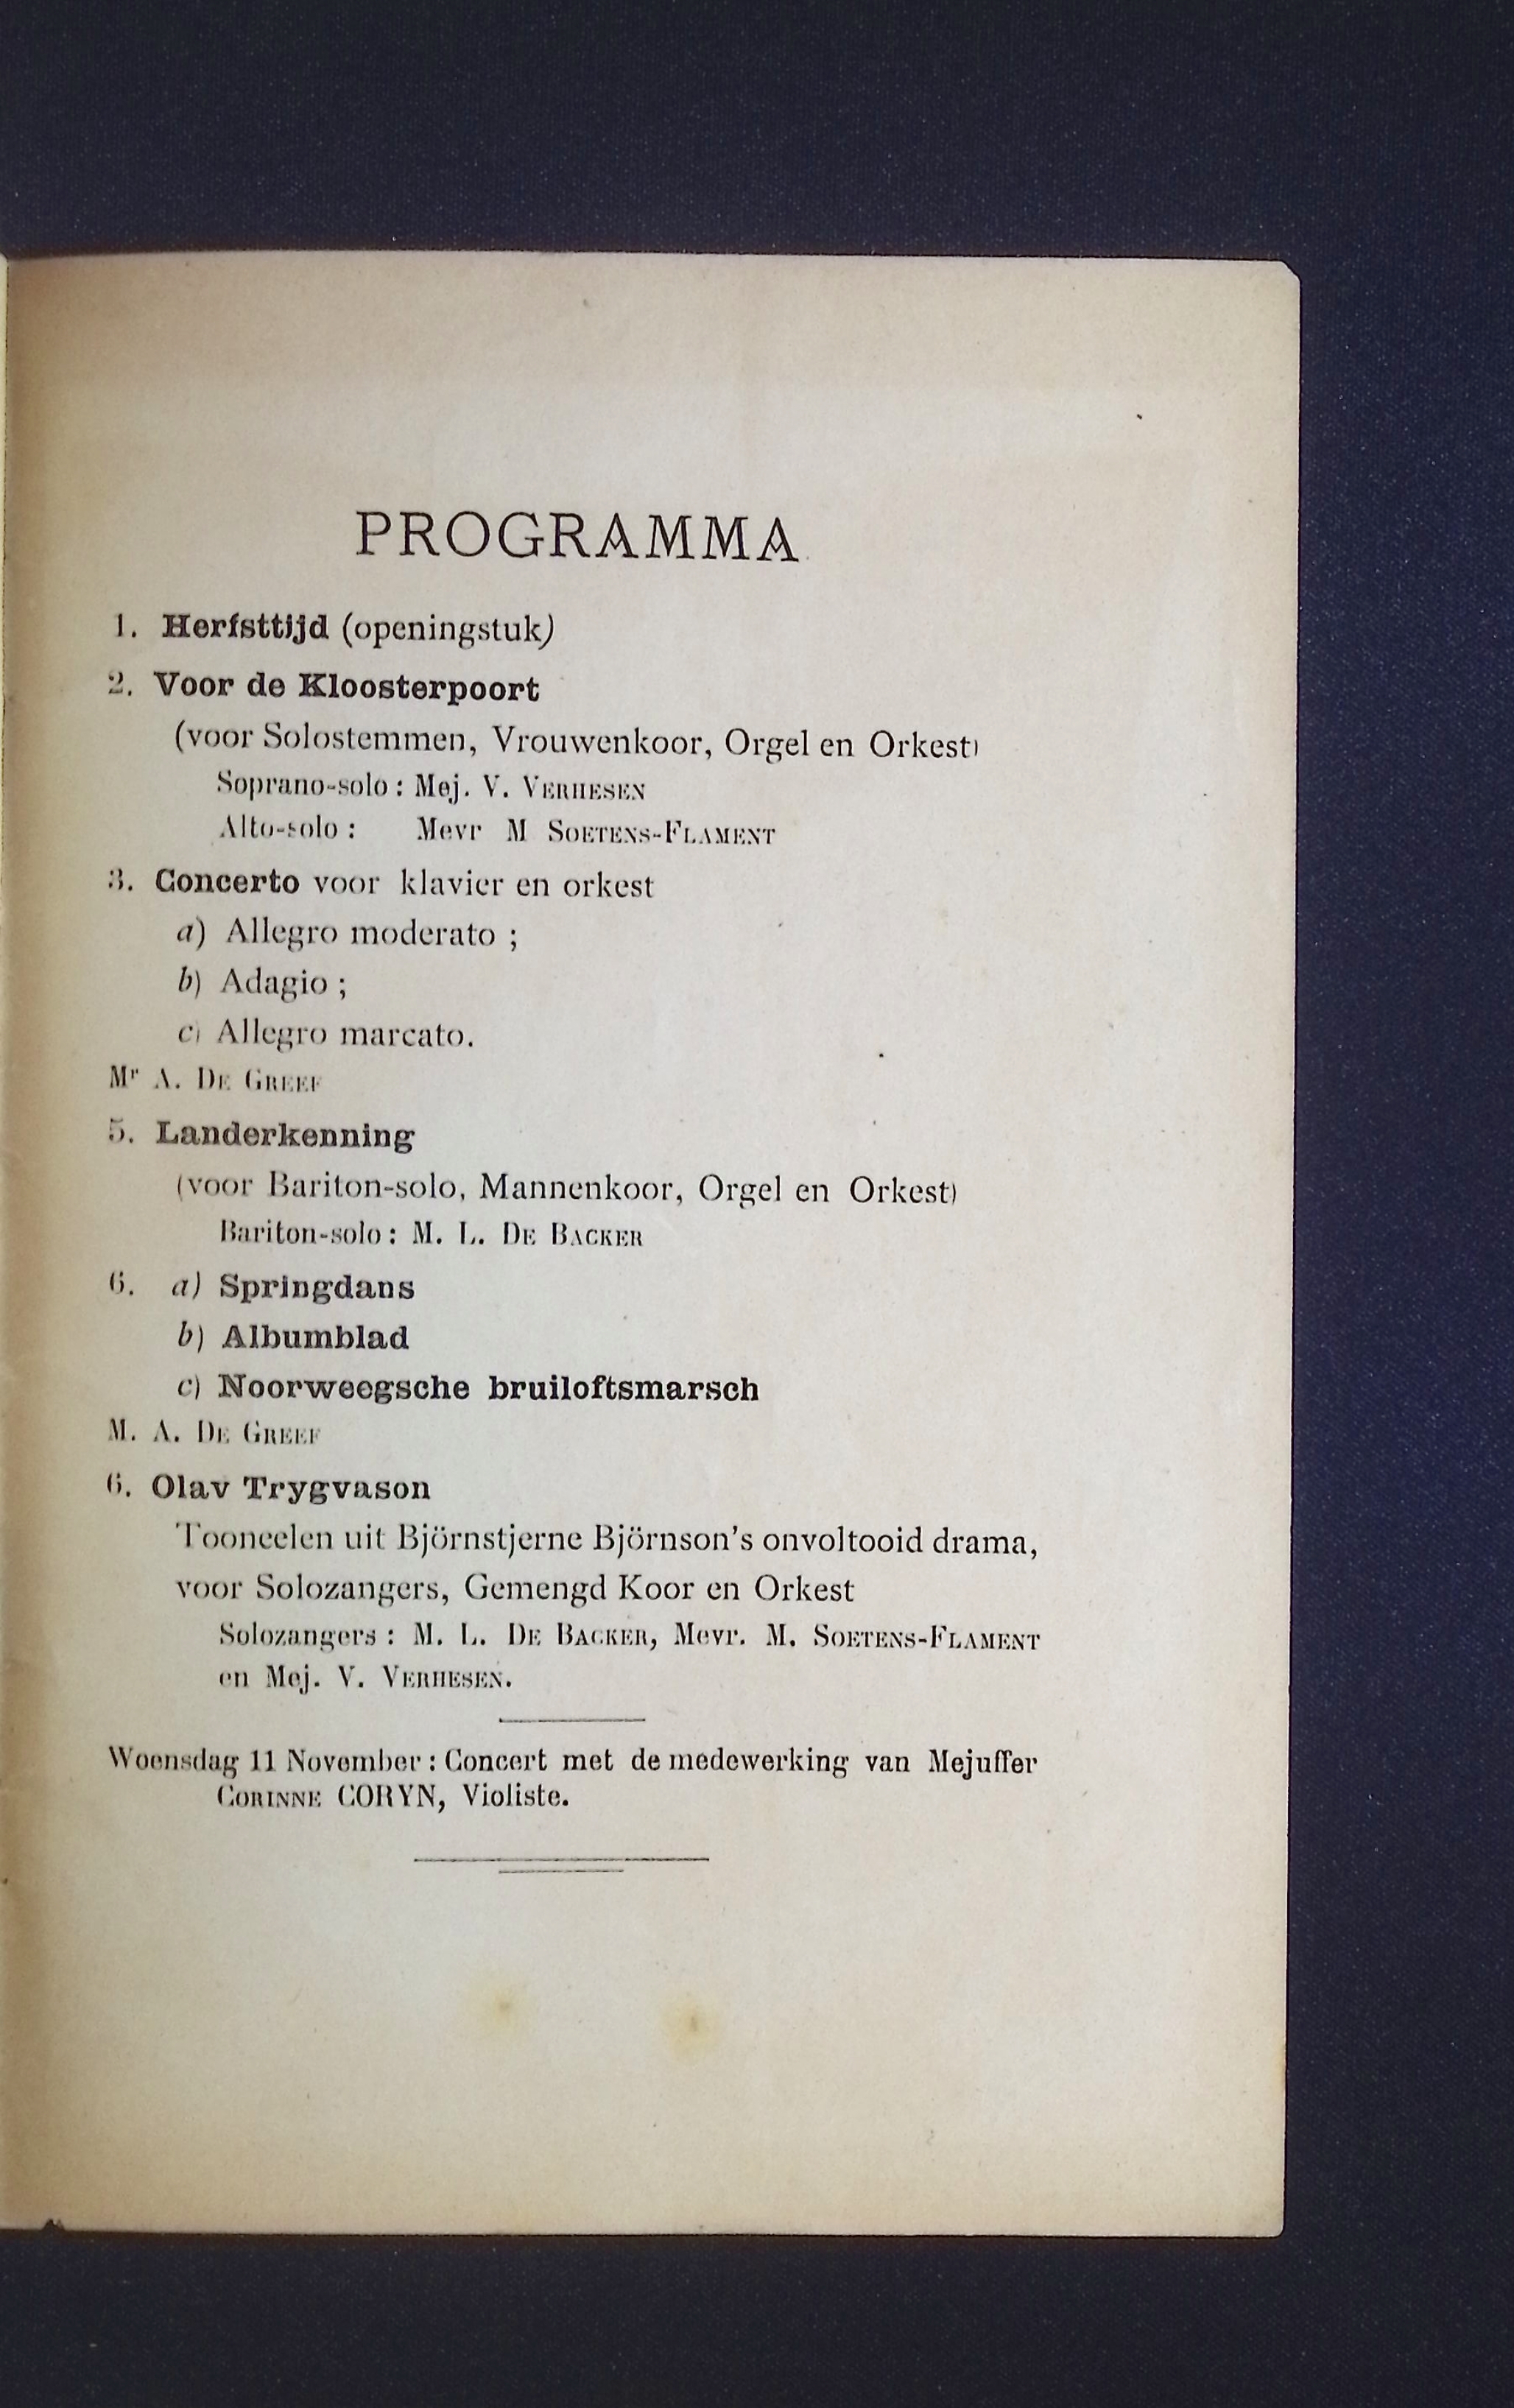 PROGRAMMA
1. Herfsttijd (openingstuk)
2. Voor de Kloosterpoort
(voor Solostemmen, Vrouwenkoor, Orgel en Orkest)
Soprano-solo : Mej. V. VERHESEN
Alto-solo : Mevr M SOETENS-FLAMENT
3. Concerto voor klavier en orkest
a) Allegro moderato ;
b) Adagio ;
c) Allegro marcato.
Mr A. DE GREEF
5. Landerkenning
(voor Bariton-solo, Mannenkoor, Orgel en Orkest)
Bariton-solo : M. L. DE BACKER
6. a) Springdans
b) Albumblad
c) Noorweegsche bruiloftsmarsch
M. A. DE GREEF
6. Olav Trygvason
Tooneelen uit Björnstjerne Björnson's onvoltooid drama,
voor Solozangers, Gemengd Koor en Orkest
Solozangers : M. L. DE BACKER, Mevr. M. SOETENS-FLAMENT
en Mej. V. VERHESEN.
Woensdag 11 November : Concert met de medewerking van Mejuffer
CORINNE CORYN, Violiste.